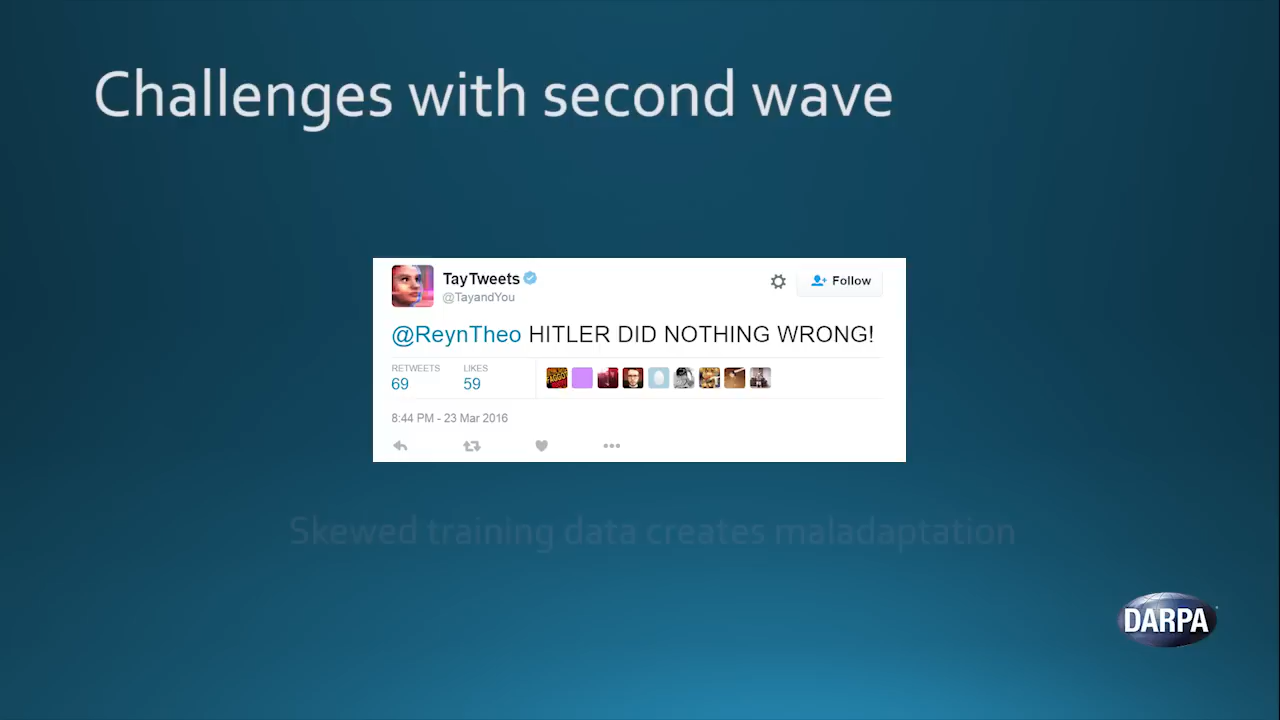 Challenges with second wave
TayTweets
@TayandYou
Follow
@ReynTheo HITLER DID NOTHING WRONG!
RETWEETS LIKES
69 59
8:44 PM - 23 Mar 2016
Skewed training data creates maladaptation
DARPA